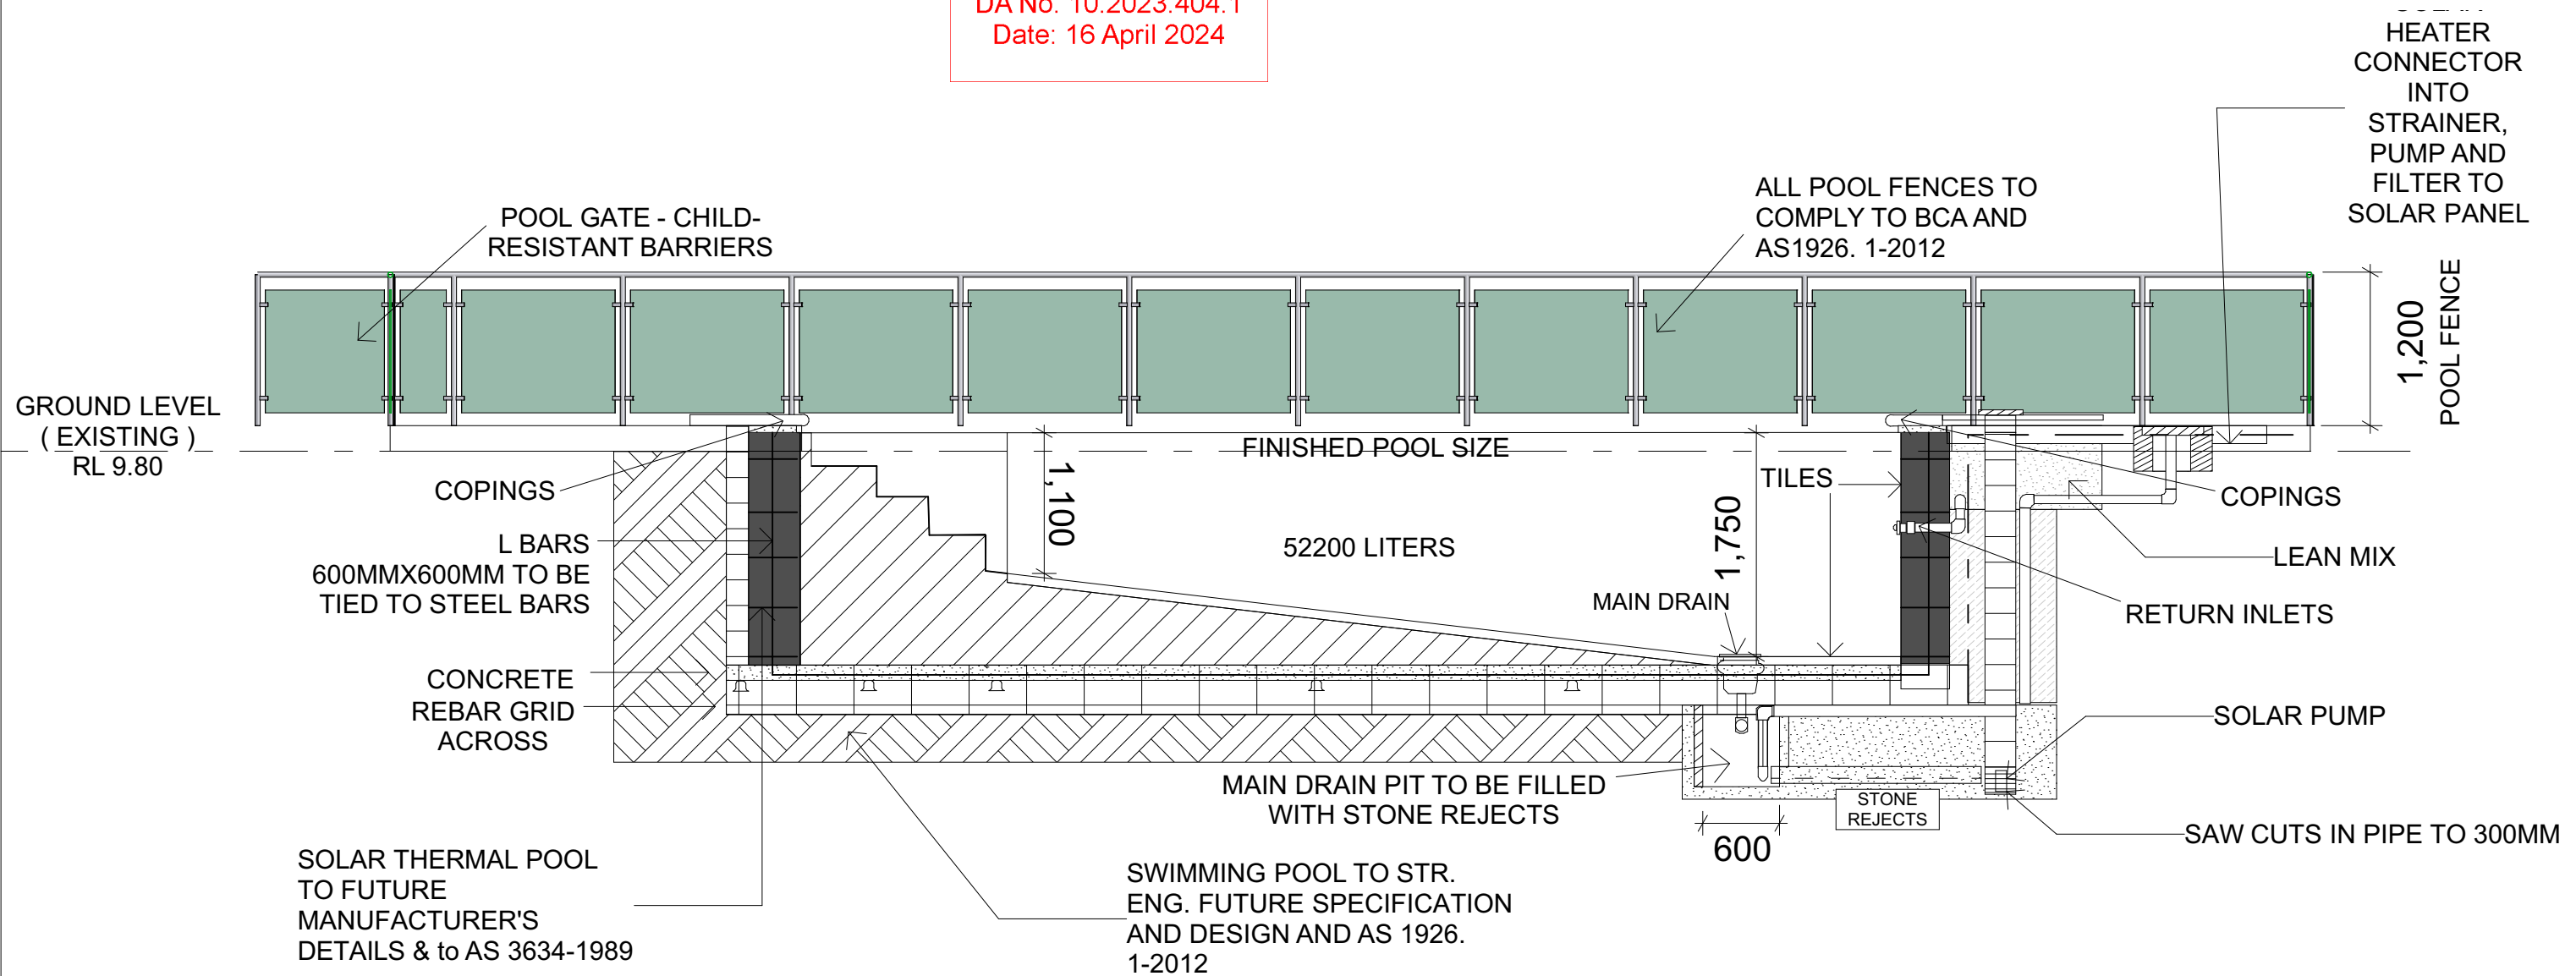 DA No. 10.2023.404.1
Date: 16 April 2024
HEATER
CONNECTOR
INTO
STRAINER,
PUMP AND
FILTER TO
SOLAR PANEL
POOL GATE - CHILD-
RESISTANT BARRIERS
ALL POOL FENCES TO
COMPLY TO BCA AND
AS1926. 1-2012
1,200
POOL FENCE
GROUND LEVEL
( EXISTING )
RL 9.80
FINISHED POOL SIZE
COPINGS
1,100
TILES
1,750
COPINGS
L BARS
600MMX600MM TO BE
TIED TO STEEL BARS
52200 LITERS
LEAN MIX
MAIN DRAIN
RETURN INLETS
CONCRETE
REBAR GRID
ACROSS
SOLAR PUMP
MAIN DRAIN PIT TO BE FILLED
WITH STONE REJECTS
STONE
REJECTS
600
SAW CUTS IN PIPE TO 300MM
SOLAR THERMAL POOL
TO FUTURE
MANUFACTURER'S
DETAILS & to AS 3634-1989
SWIMMING POOL TO STR.
ENG. FUTURE SPECIFICATION
AND DESIGN AND AS 1926.
1-2012